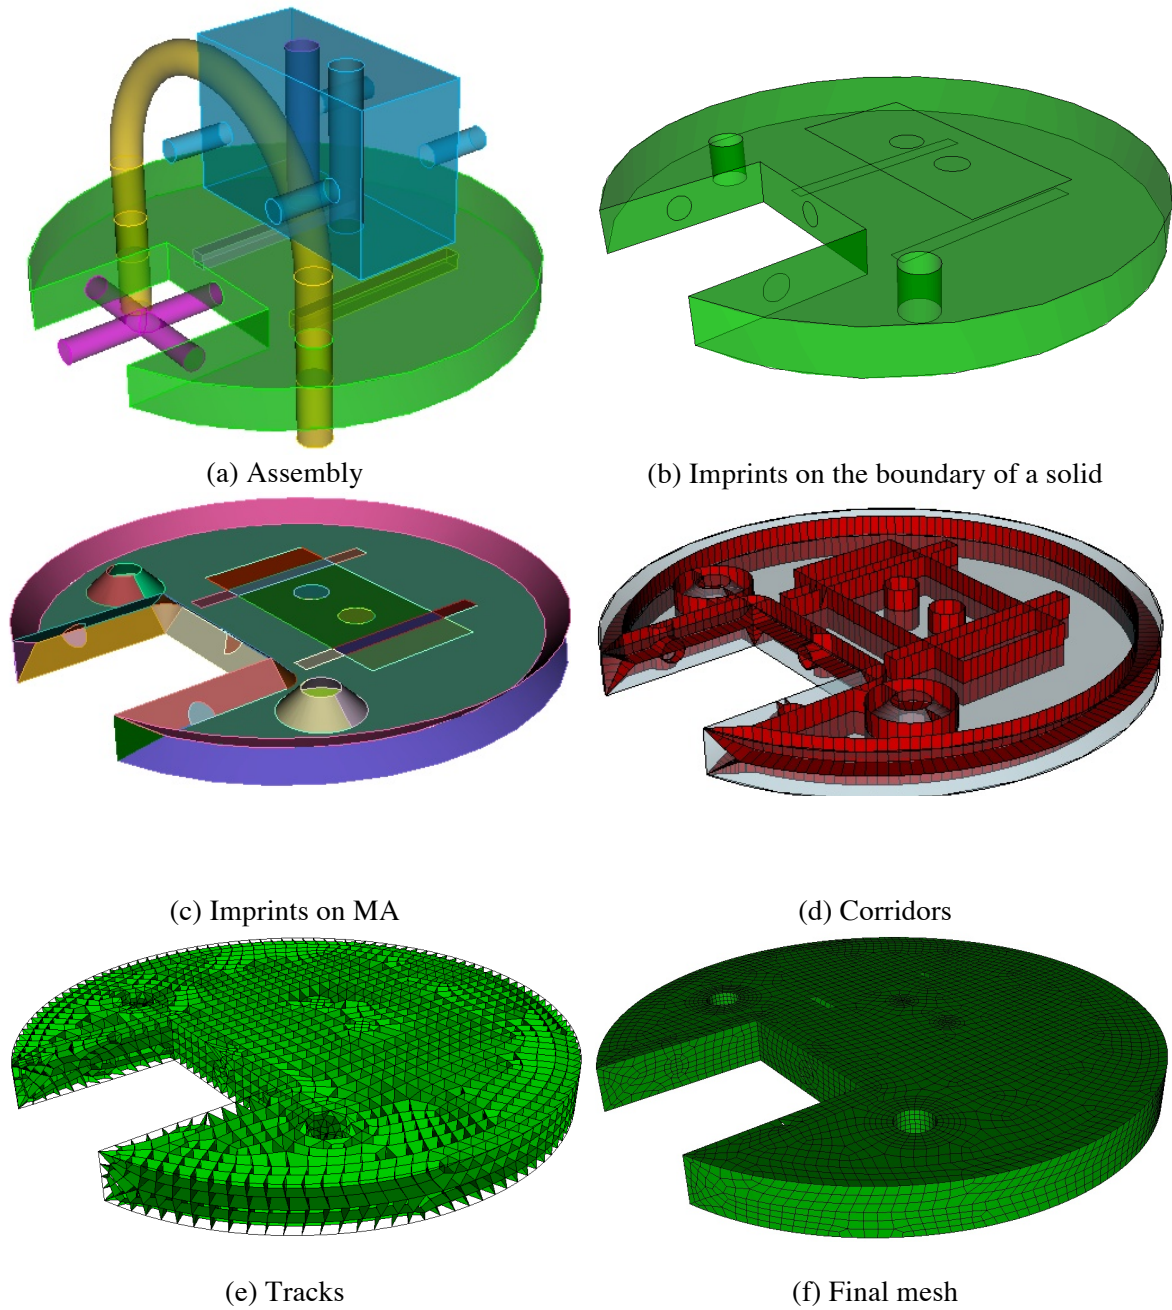 (a) Assembly
(b) Imprints on the boundary of a solid
(c) Imprints on MA
(d) Corridors
(e) Tracks
(f) Final mesh